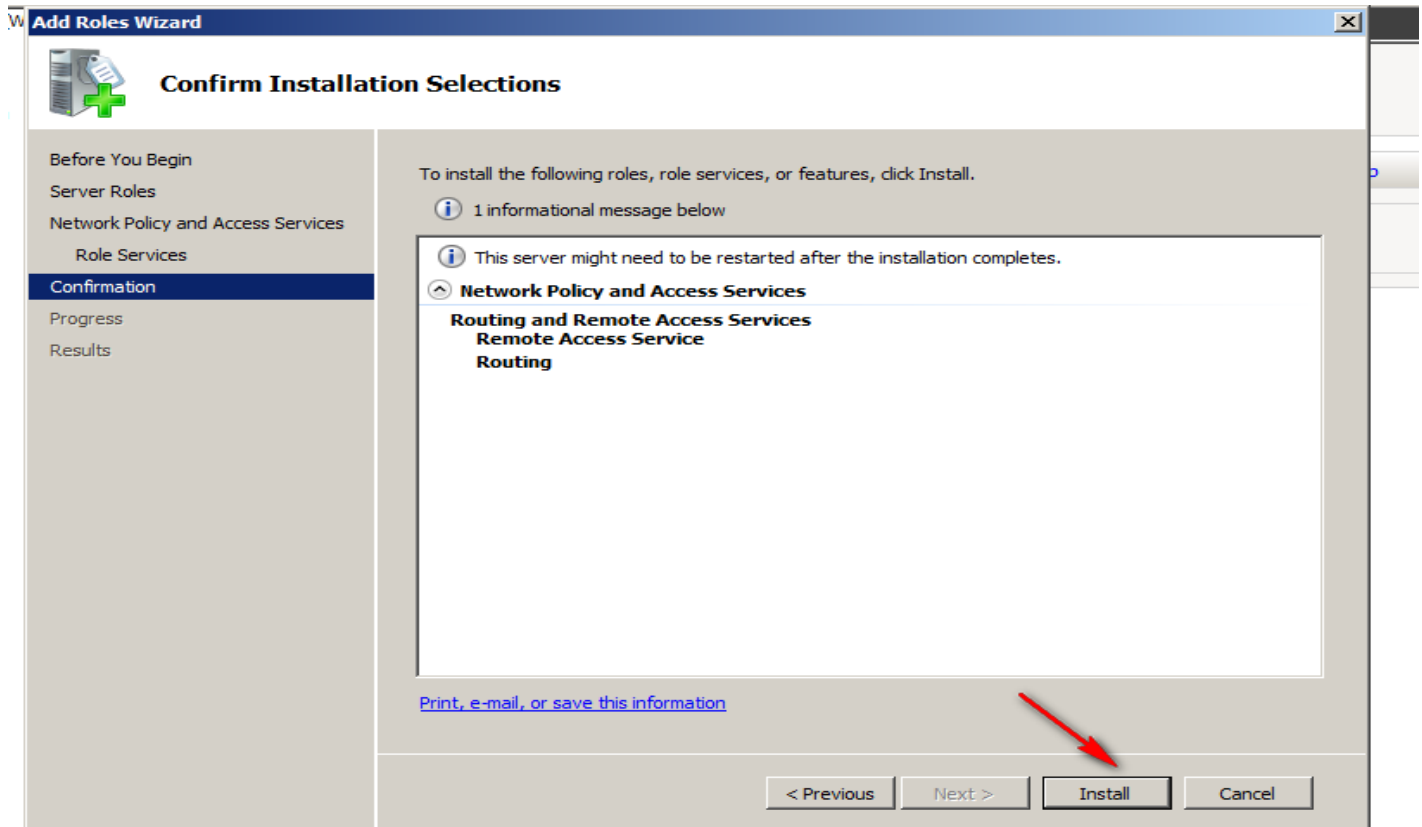 W
Add Roles Wizard
Confirm Installation Selections
Before You Begin
Server Roles
Network Policy and Access Services
Role Services
Confirmation
Progress
Results
To install the following roles, role services, or features, click Install.
1 informational message below
This server might need to be restarted after the installation completes.
Network Policy and Access Services
Routing and Remote Access Services
Remote Access Service
Routing
Print, e-mail, or save this information
< Previous Next > Install Cancel